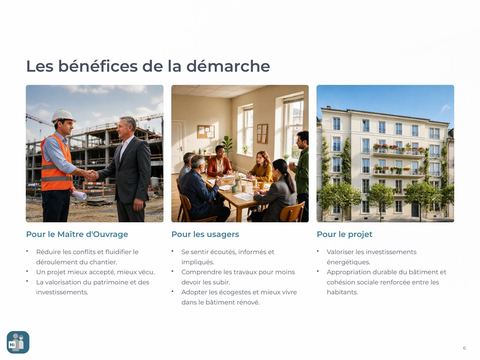 Les bénéfices de la démarche
Pour le Maître d'Ouvrage
• Réduire les conflits et fluidifier le
déroulement du chantier.
• Un projet mieux accepté, mieux vécu.
• La valorisation du patrimoine et des
investissements.
Pour les usagers
• Se sentir écoutés, informés et
impliqués.
• Comprendre les travaux pour moins
devoir les subir.
• Adopter les écogestes et mieux vivre
dans le bâtiment rénové.
Pour le projet
• Valoriser les investissements
énergétiques.
• Appropriation durable du bâtiment et
cohésion sociale renforcée entre les
habitants.
6